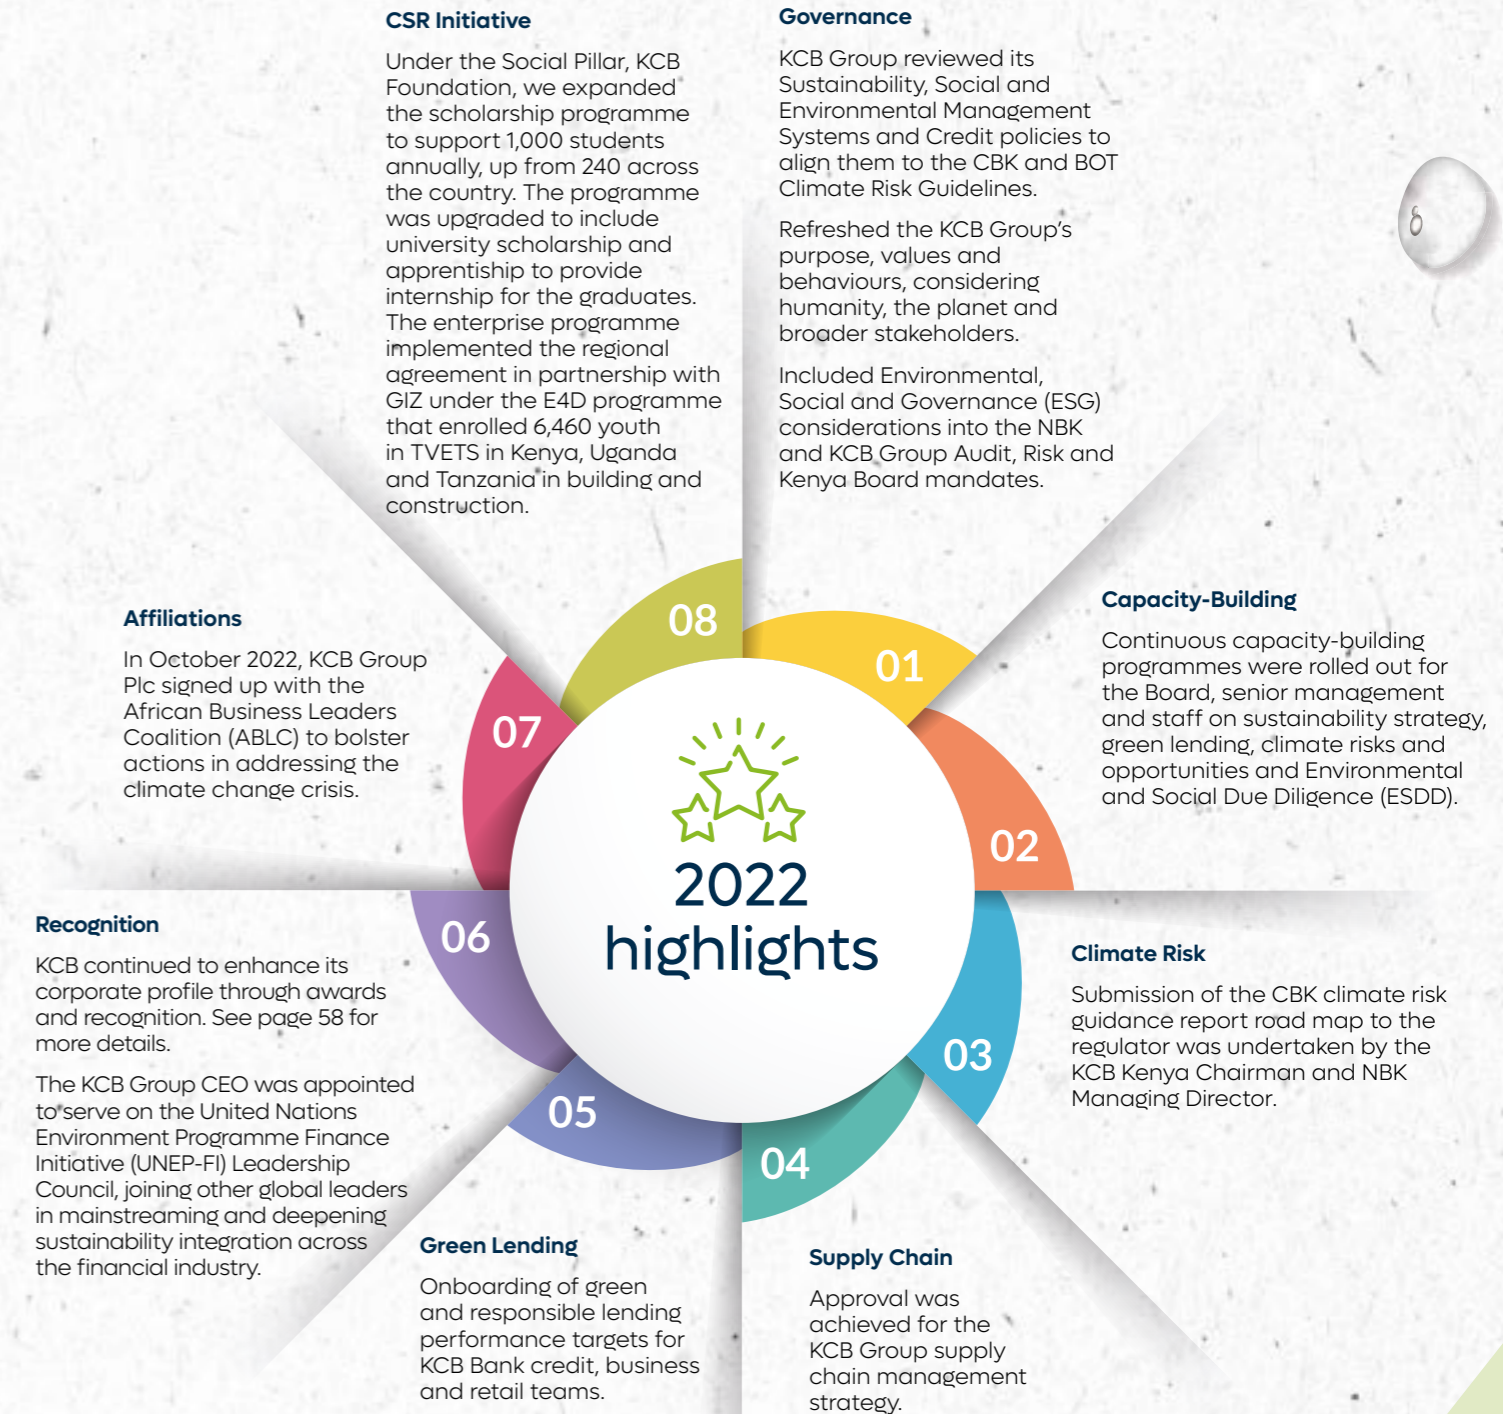 CSR Initiative
Under the Social Pillar, KCB
Foundation, we expanded
the scholarship programme
to support 1,000 students
annually, up from 240 across
the country. The programme
was upgraded to include
university scholarship and
apprentiship to provide
internship for the graduates.
The enterprise programme
implemented the regional
agreement in partnership with
GIZ under the E4D programme
that enrolled 6,460 youth
in TVETS in Kenya, Uganda
and Tanzania in building and
construction.
Governance
KCB Group reviewed its
Sustainability, Social and
Environmental Management
Systems and Credit policies to
align them to the CBK and BOT
Climate Risk Guidelines.
Refreshed the KCB Group's
purpose, values and
behaviours, considering
humanity, the planet and
broader stakeholders.
Included Environmental,
Social and Governance (ESG)
considerations into the NBK
and KCB Group Audit, Risk and
Kenya Board mandates.
Affiliations
In October 2022, KCB Group
Plc signed up with the
African Business Leaders
Coalition (ABLC) to bolster
actions in addressing the
climate change crisis.
08
01
07
02
06
03
05
04
2022
highlights
Capacity-Building
Continuous capacity-building
programmes were rolled out for
the Board, senior management
and staff on sustainability strategy,
green lending, climate risks and
opportunities and Environmental
and Social Due Diligence (ESDD).
Recognition
KCB continued to enhance its
corporate profile through awards
and recognition. See page 58 for
more details.
The KCB Group CEO was appointed
to serve on the United Nations
Environment Programme Finance
Initiative (UNEP-FI) Leadership
Council, joining other global leaders
in mainstreaming and deepening
sustainability integration across
the financial industry.
Climate Risk
Submission of the CBK climate risk
guidance report road map to the
regulator was undertaken by the
KCB Kenya Chairman and NBK
Managing Director.
Green Lending
Onboarding of green
and responsible lending
performance targets for
KCB Bank credit, business
and retail teams.
Supply Chain
Approval was
achieved for the
KCB Group supply
chain management
strategy.